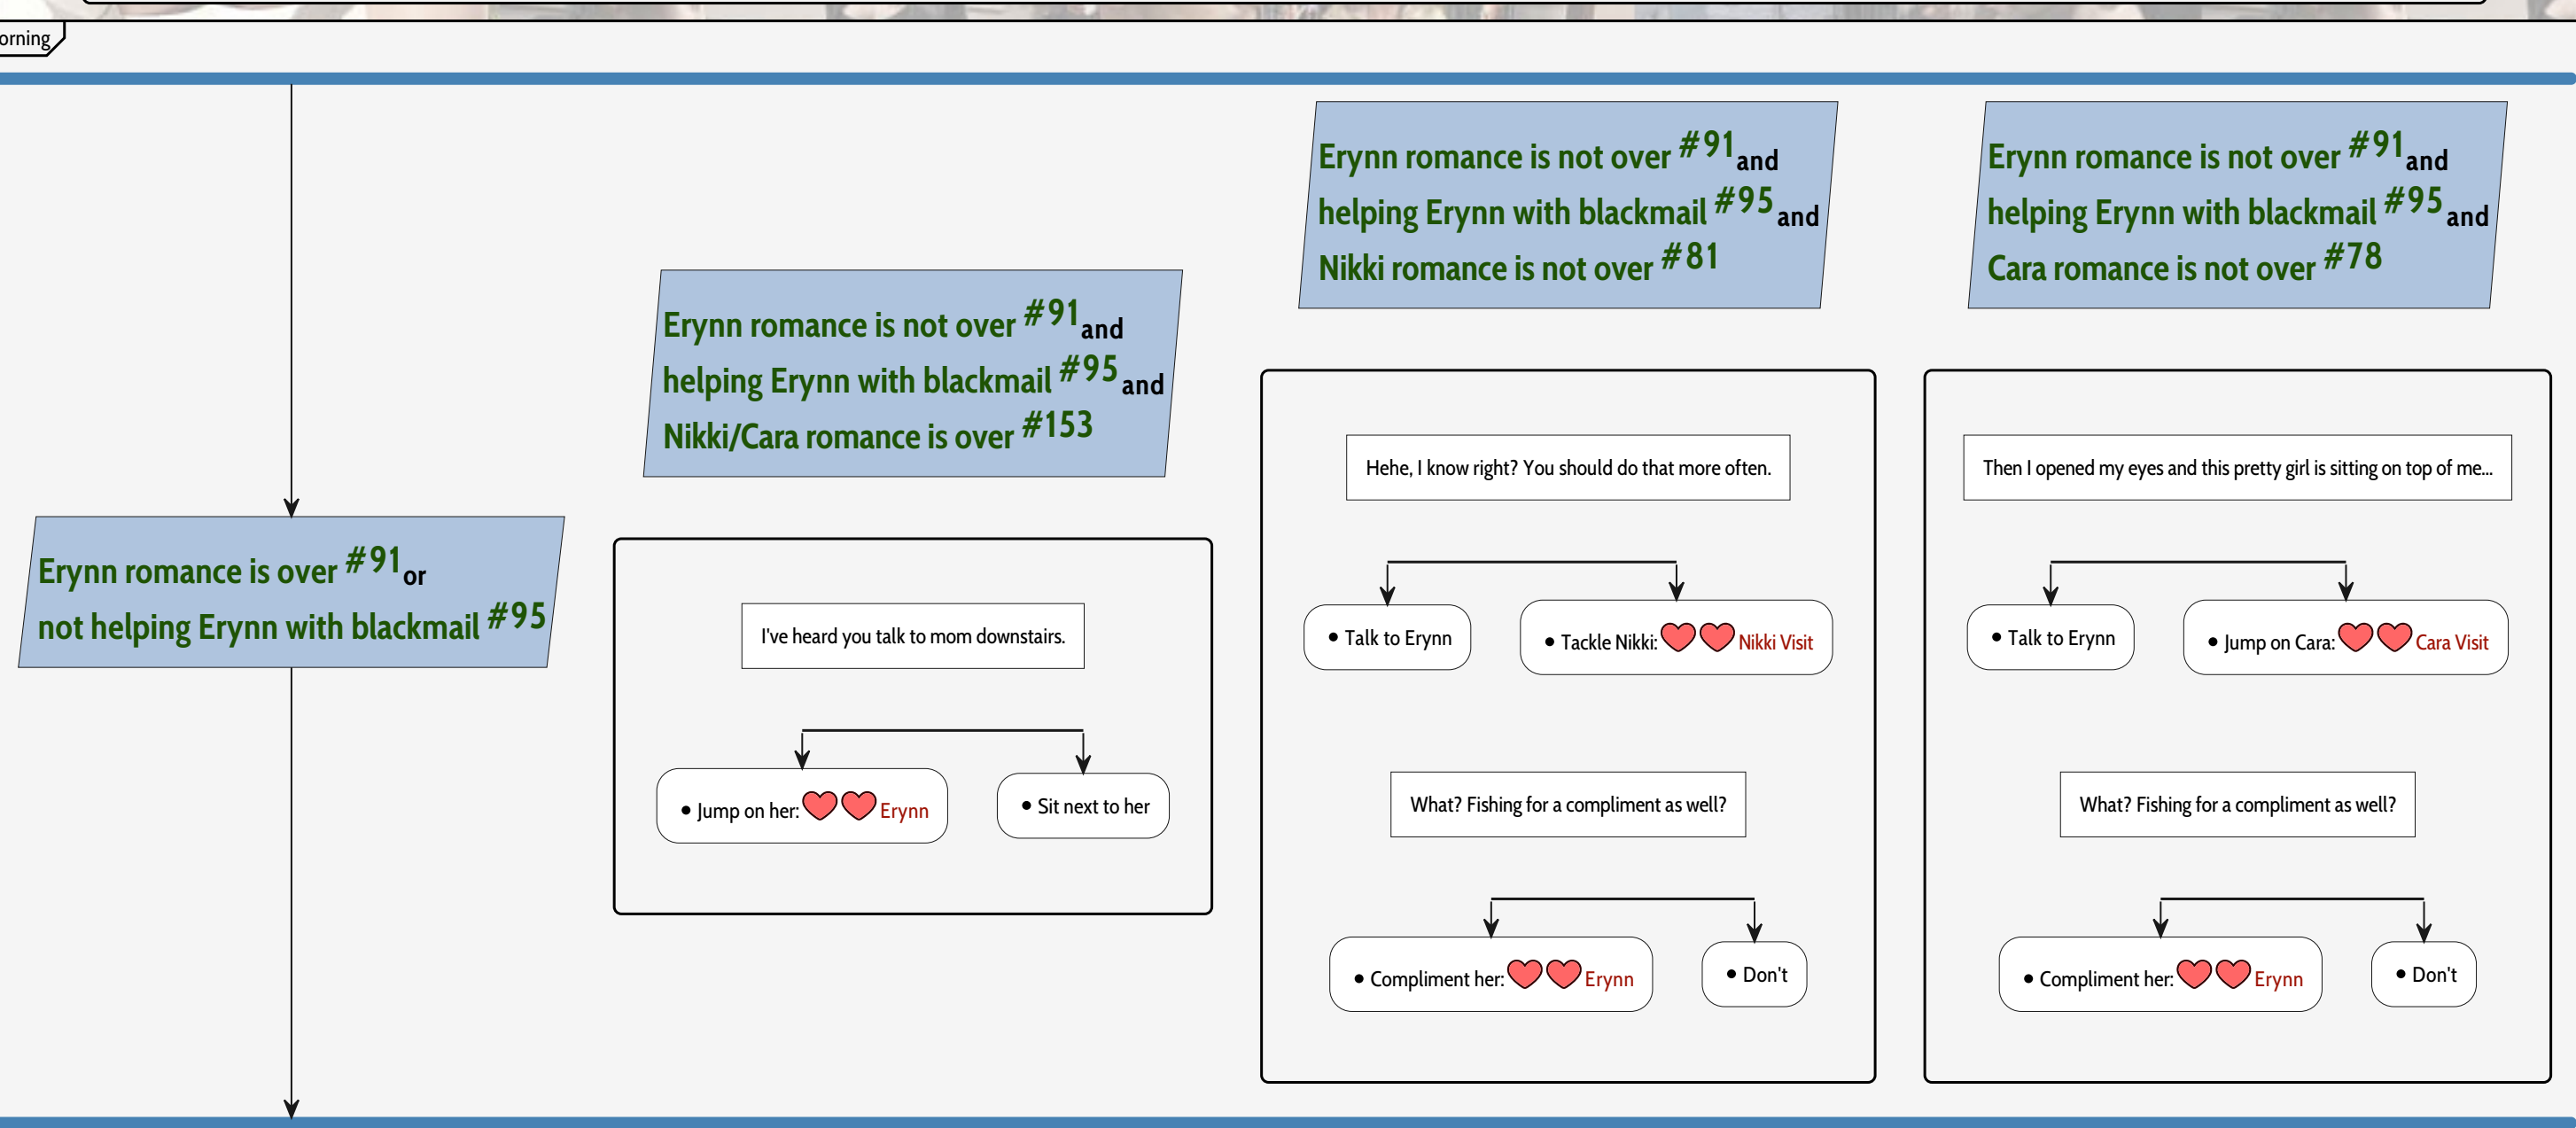 orning
Erynn romance is over #91 or
not helping Erynn with blackmail #95
Erynn romance is not over #91 and
helping Erynn with blackmail #95 and
Nikki/Cara romance is over #153
I've heard you talk to mom downstairs.
• Jump on her: Erynn
• Sit next to her
Erynn romance is not over #91 and
helping Erynn with blackmail #95 and
Nikki romance is not over #81
Hehe, I know right? You should do that more often.
• Talk to Erynn
• Tackle Nikki: Nikki Visit
What? Fishing for a compliment as well?
• Compliment her: Erynn
• Don't
Erynn romance is not over #91 and
helping Erynn with blackmail #95 and
Cara romance is not over #78
Then I opened my eyes and this pretty girl is sitting on top of me...
• Talk to Erynn
• Jump on Cara: Cara Visit
What? Fishing for a compliment as well?
• Compliment her: Erynn
• Don't